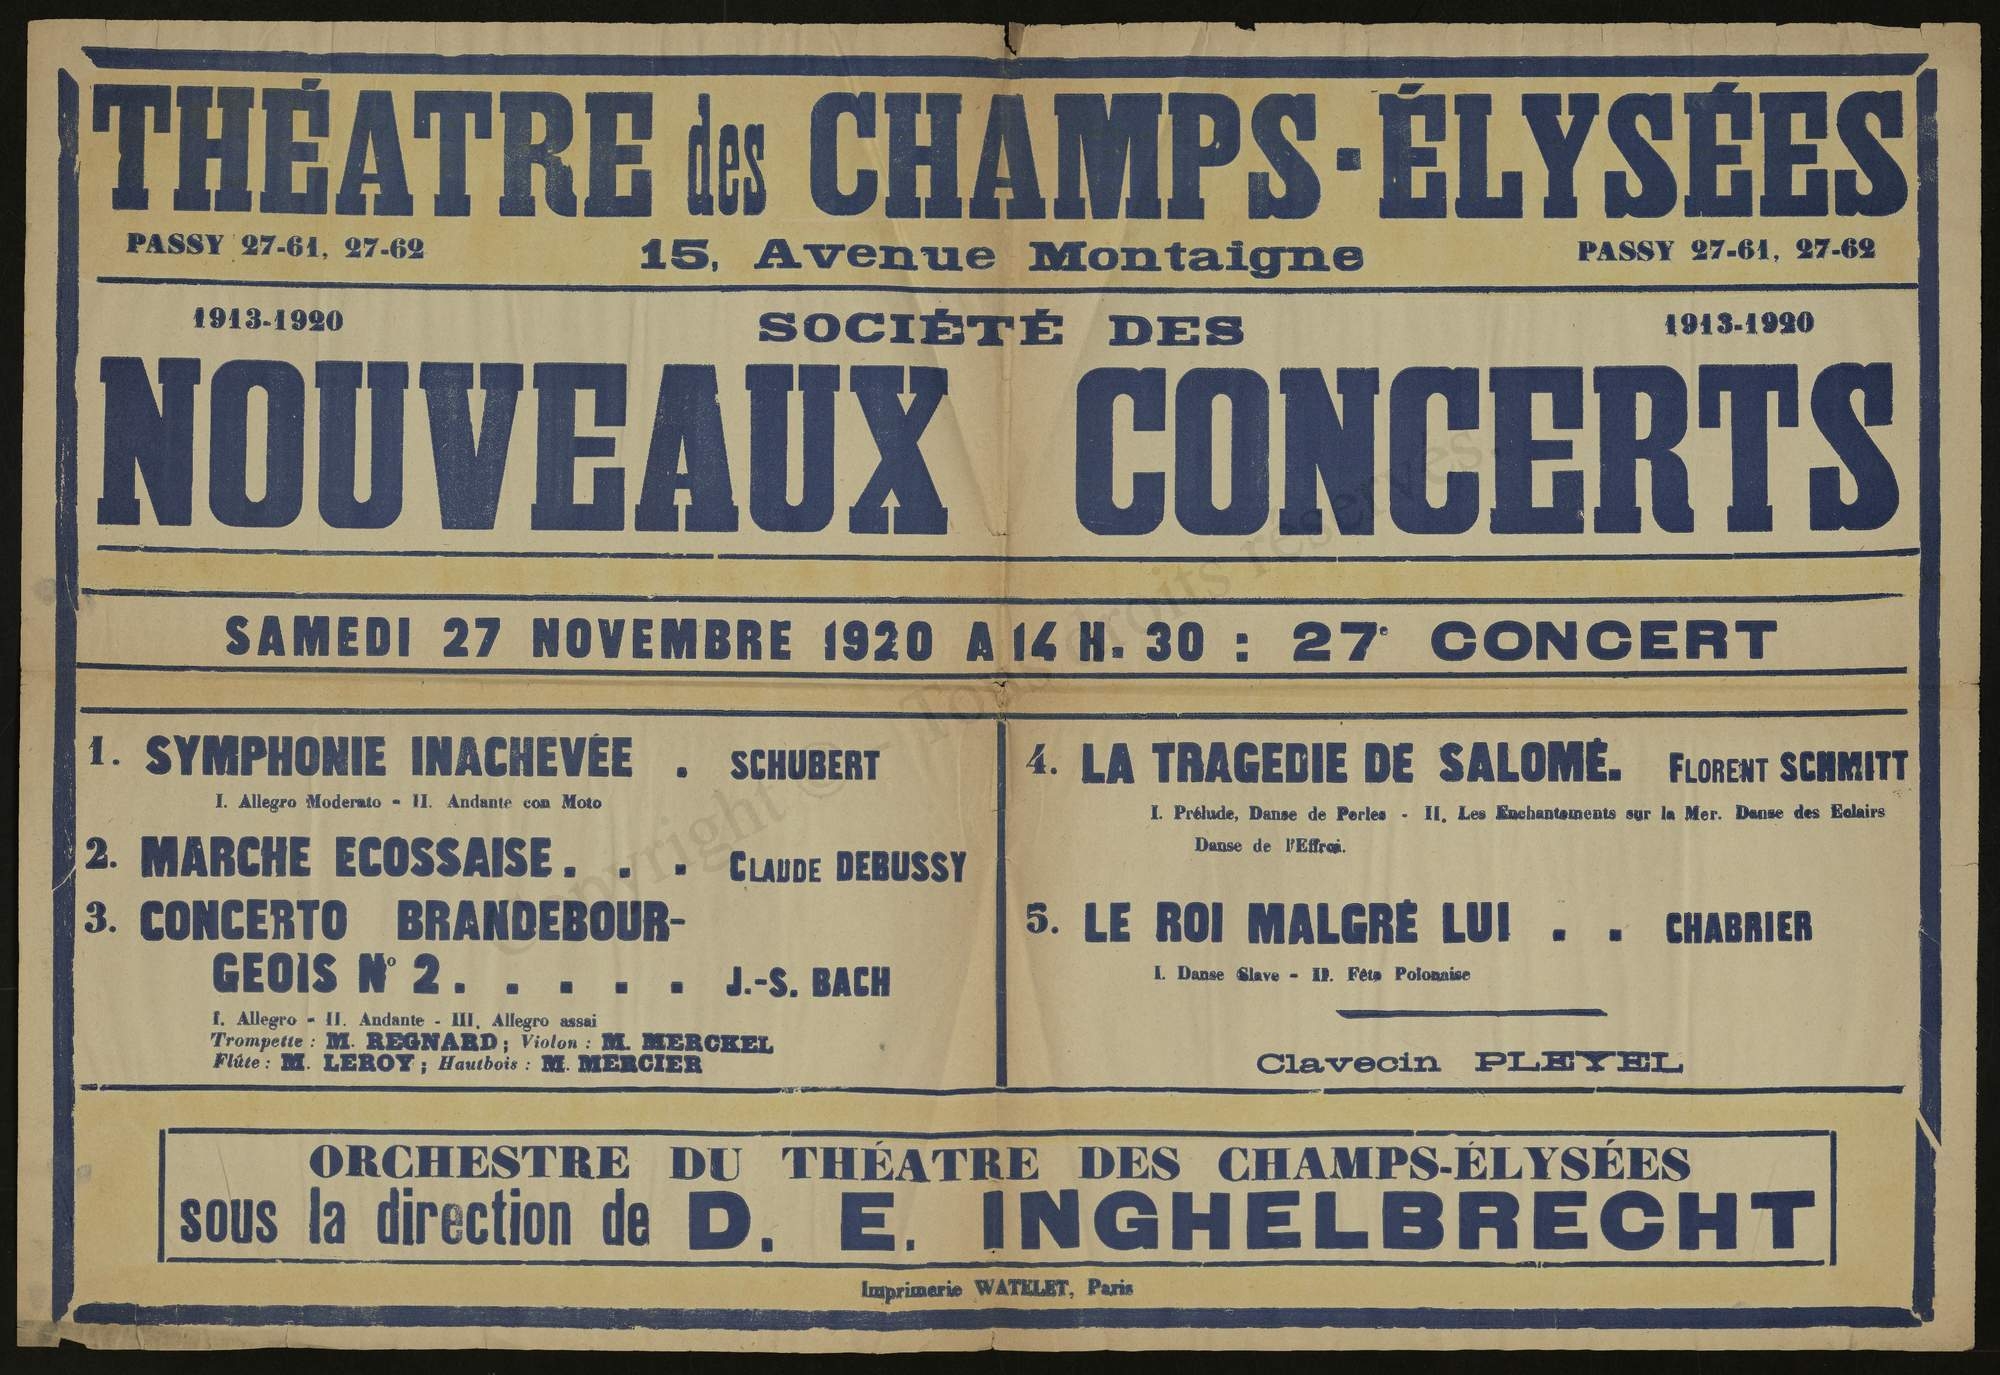 THÉATRE des CHAMPS-ÉLYSÉES
PASSY 27-61, 27-62
15, Avenue Montaigne
PASSY 27-61, 27-62
1913-1920
SOCIÉTÉ DES
1913-1920
NOUVEAUX CONCERTS
SAMEDI 27 NOVEMBRE 1920 A 14 H. 30 : 27e CONCERT
1. SYMPHONIE INACHEVÉE . SCHUBERT
I. Allegro Moderato - II. Andante con Moto
2. MARCHE ECOSSAISE . . . CLAUDE DEBUSSY
3. CONCERTO BRANDEBOUR-
GEOIS No 2 . . . . . J.-S. BACH
I. Allegro - II. Andante - III. Allegro assai
Trompette : M. REGNARD ; Violon : M. MERCKEL
Flûte : M. LEROY ; Hautbois : M. MERCIER
4. LA TRAGEDIE DE SALOMÉ. FLORENT SCHMITT
I. Prélude, Danse de Perles - II. Les Enchantements sur la Mer. Danse des Eclairs
Danse de l'Effroi.
5. LE ROI MALGRÉ LUI . . CHABRIER
I. Danse Slave - II. Fête Polonaise
Clavecin PLEYEL
ORCHESTRE DU THÉATRE DES CHAMPS-ÉLYSÉES
sous la direction de D. E. INGHELBRECHT
Imprimerie WATELET, Paris
Copyright © - Tous droits réservés.